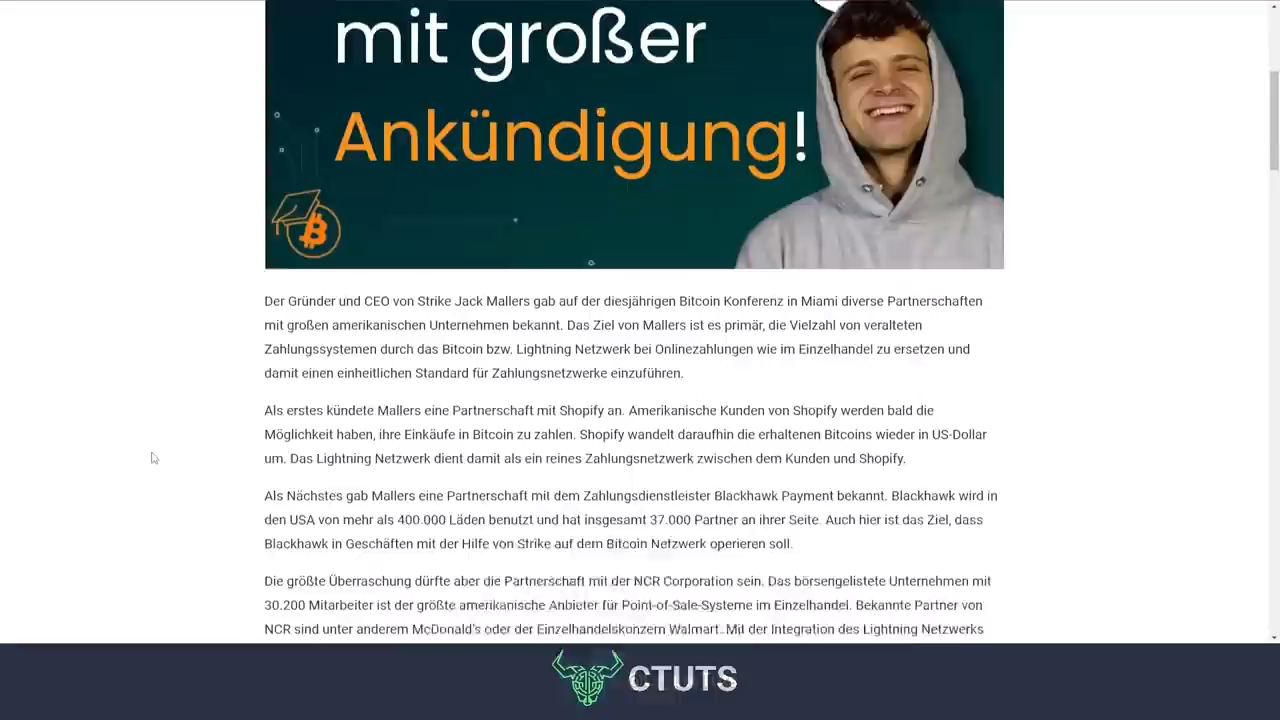 mit großer
Ankündigung!
Der Gründer und CEO von Strike Jack Mallers gab auf der diesjährigen Bitcoin Konferenz in Miami diverse Partnerschaften
mit großen amerikanischen Unternehmen bekannt. Das Ziel von Mallers ist es primär, die Vielzahl von veralteten
Zahlungssystemen durch das Bitcoin bzw. Lightning Netzwerk bei Onlinezahlungen wie im Einzelhandel zu ersetzen und
damit einen einheitlichen Standard für Zahlungsnetzwerke einzuführen.
Als erstes kündete Mallers eine Partnerschaft mit Shopify an. Amerikanische Kunden von Shopify werden bald die
Möglichkeit haben, ihre Einkäufe in Bitcoin zu zahlen. Shopify wandelt daraufhin die erhaltenen Bitcoins wieder in US-Dollar
um. Das Lightning Netzwerk dient damit als ein reines Zahlungsnetzwerk zwischen dem Kunden und Shopify.
Als Nächstes gab Mallers eine Partnerschaft mit dem Zahlungsdienstleister Blackhawk Payment bekannt. Blackhawk wird in
den USA von mehr als 400.000 Läden benutzt und hat insgesamt 37.000 Partner an ihrer Seite. Auch hier ist das Ziel, dass
Blackhawk in Geschäften mit der Hilfe von Strike auf dem Bitcoin Netzwerk operieren soll.
Die größte Überraschung dürfte aber die Partnerschaft mit der NCR Corporation sein. Das börsengelistete Unternehmen mit
30.200 Mitarbeiter ist der größte amerikanische Anbieter für Point-of-Sale-Systeme im Einzelhandel. Bekannte Partner von
NCR sind unter anderem McDonald's oder der Einzelhandelskonzern Walmart. Mit der Integration des Lightning Netzwerks
CTUTS